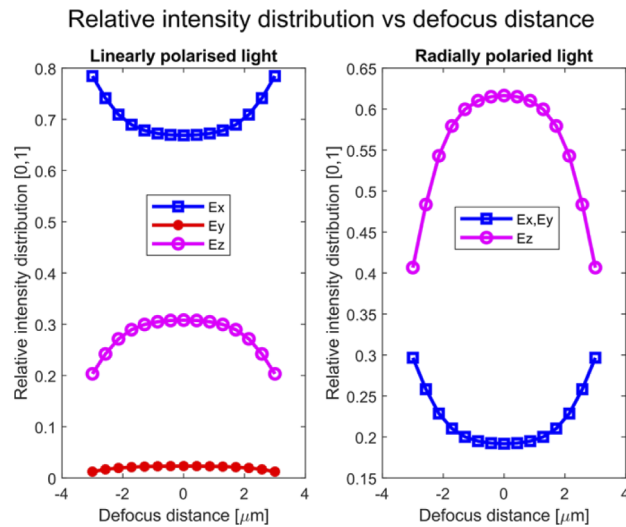 Relative intensity distribution vs defocus distance
Linearly polarised light
Relative intensity distribution [0,1]
0.8
0.7
0.6
0.5
0.4
0.3
0.2
0.1
0
Ex
Ey
Ez
-4
-2
0
2
4
Defocus distance [μm]
Radially polaried light
Relative intensity distribution [0,1]
0.65
0.6
0.55
0.5
0.45
0.4
0.35
0.3
0.25
0.2
0.15
Ex,Ey
Ez
-4
-2
0
2
4
Defocus distance [μm]